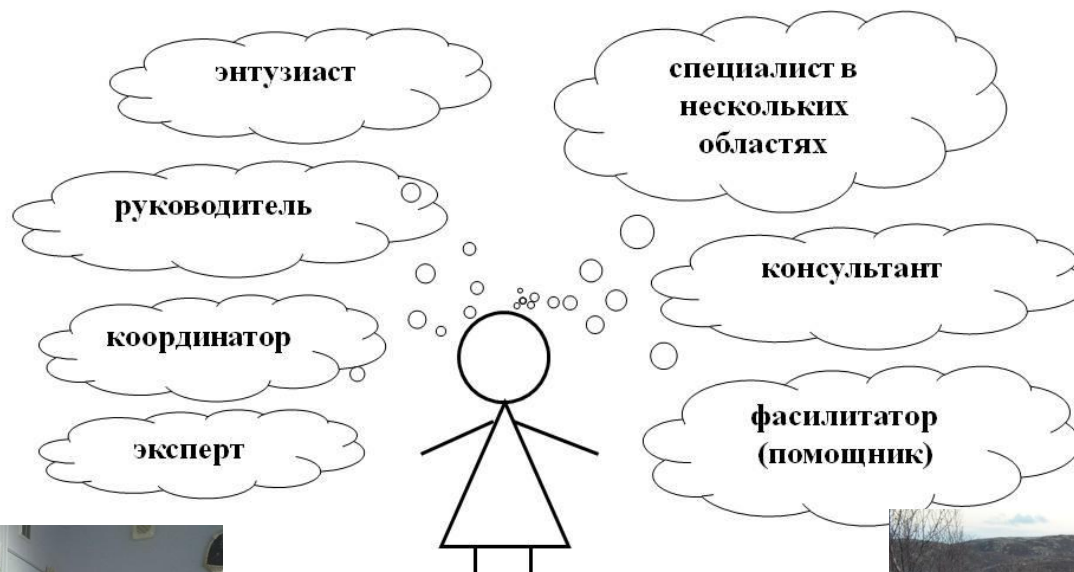 энтузиаст
руководитель
координатор
эксперт
специалист в
нескольких
областях
консультант
фасилитатор
(помощник)